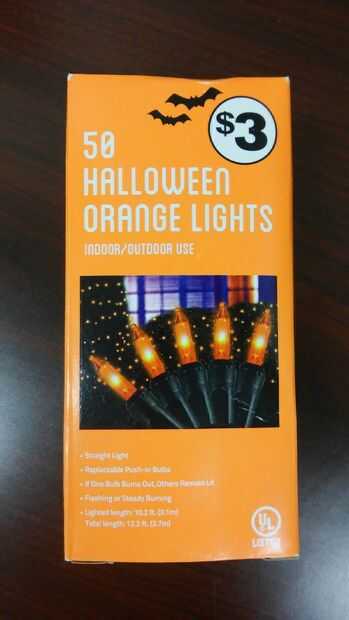 $3
50
HALLOWEEN
ORANGE LIGHTS
INDOOR/OUTDOOR USE
• Straight Light
• Replaceable Push-in Bulbs
• If One Bulb Burns Out, Others Remain Lit
• Flashing or Steady Burning
• Lighted length: 10.2 ft. (3.1m)
Total length: 12.2 ft. (3.7m)
UL
LISTED